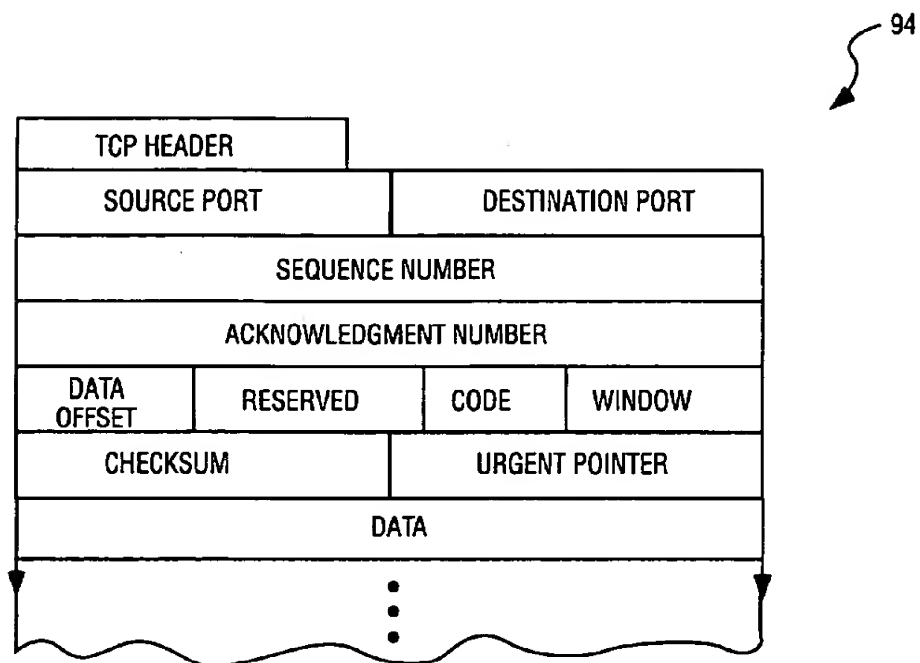 94
TCP HEADER
SOURCE PORT DESTINATION PORT
SEQUENCE NUMBER
ACKNOWLEDGMENT NUMBER
DATA OFFSET RESERVED CODE WINDOW
CHECKSUM URGENT POINTER
DATA